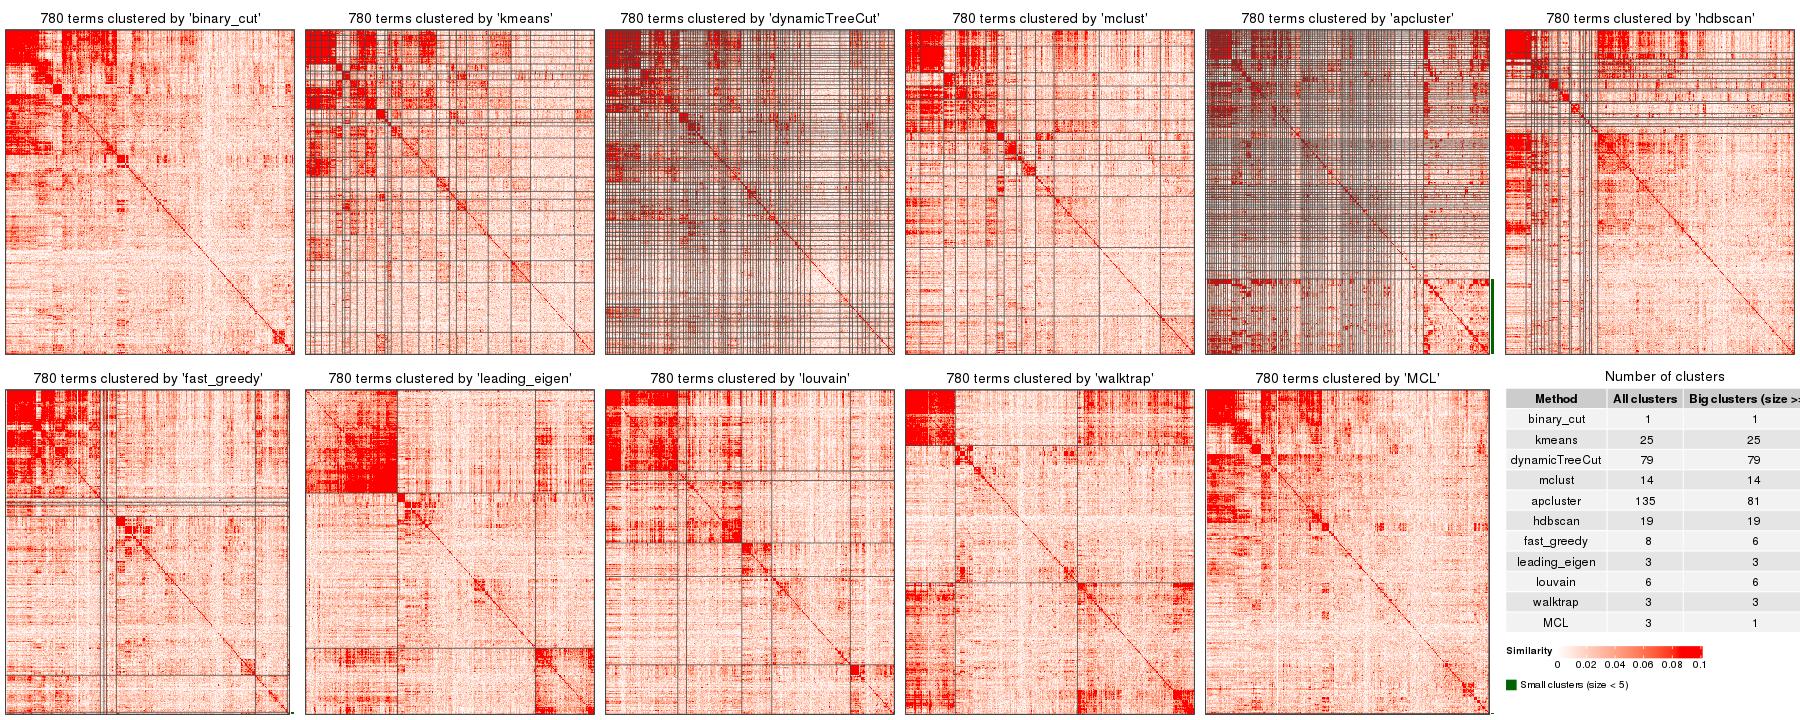 780 terms clustered by 'binary_cut'
780 terms clustered by 'kmeans'
780 terms clustered by 'dynamicTreeCut'
780 terms clustered by 'mclust'
780 terms clustered by 'apcluster'
780 terms clustered by 'hdbscan'
780 terms clustered by 'fast_greedy'
780 terms clustered by 'leading_eigen'
780 terms clustered by 'louvain'
780 terms clustered by 'walktrap'
780 terms clustered by 'MCL'
Number of clusters
Method All clusters Big clusters (size >
binary_cut 1 1
kmeans 25 25
dynamicTreeCut 79 79
mclust 14 14
apcluster 135 81
hdbscan 19 19
fast_greedy 8 6
leading_eigen 3 3
louvain 6 6
walktrap 3 3
MCL 3 1
Similarity
0 0.02 0.04 0.06 0.08 0.1
Small clusters (size < 5)